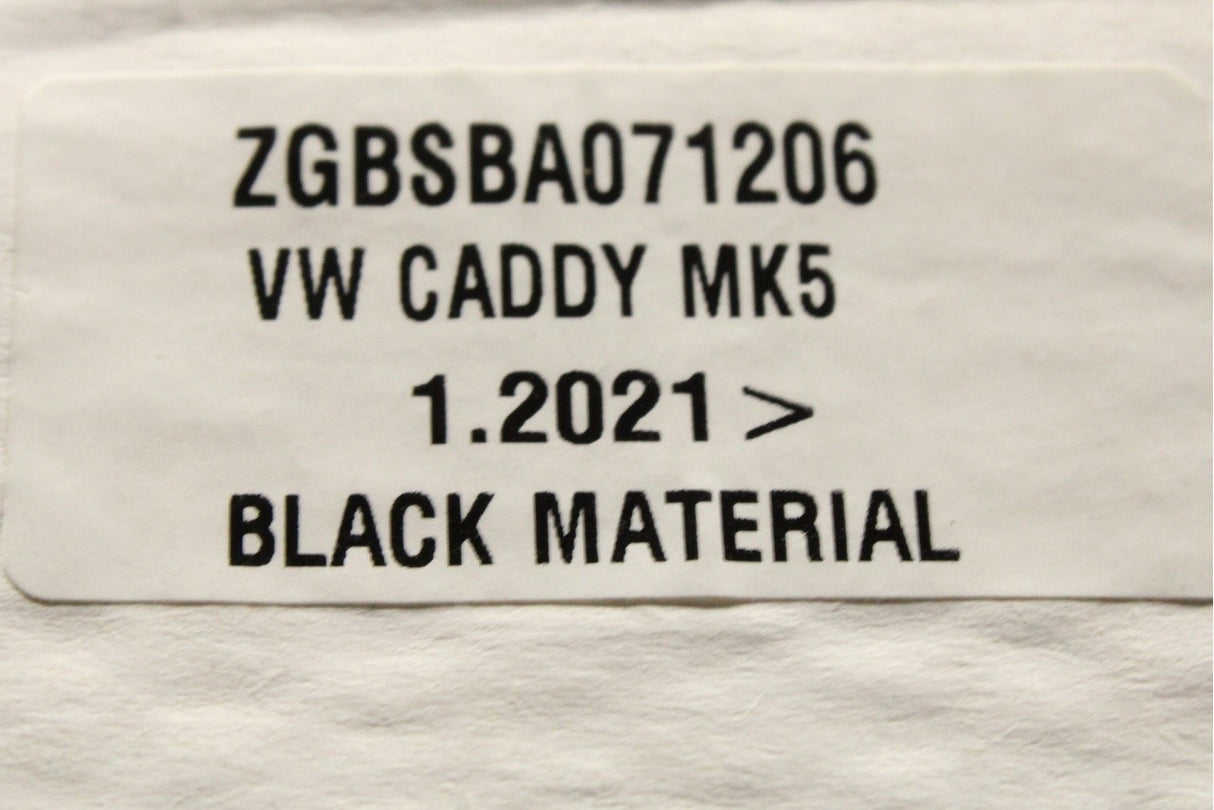 ZGBSBA071206
VW CADDY MK5
1.2021 >
BLACK MATERIAL